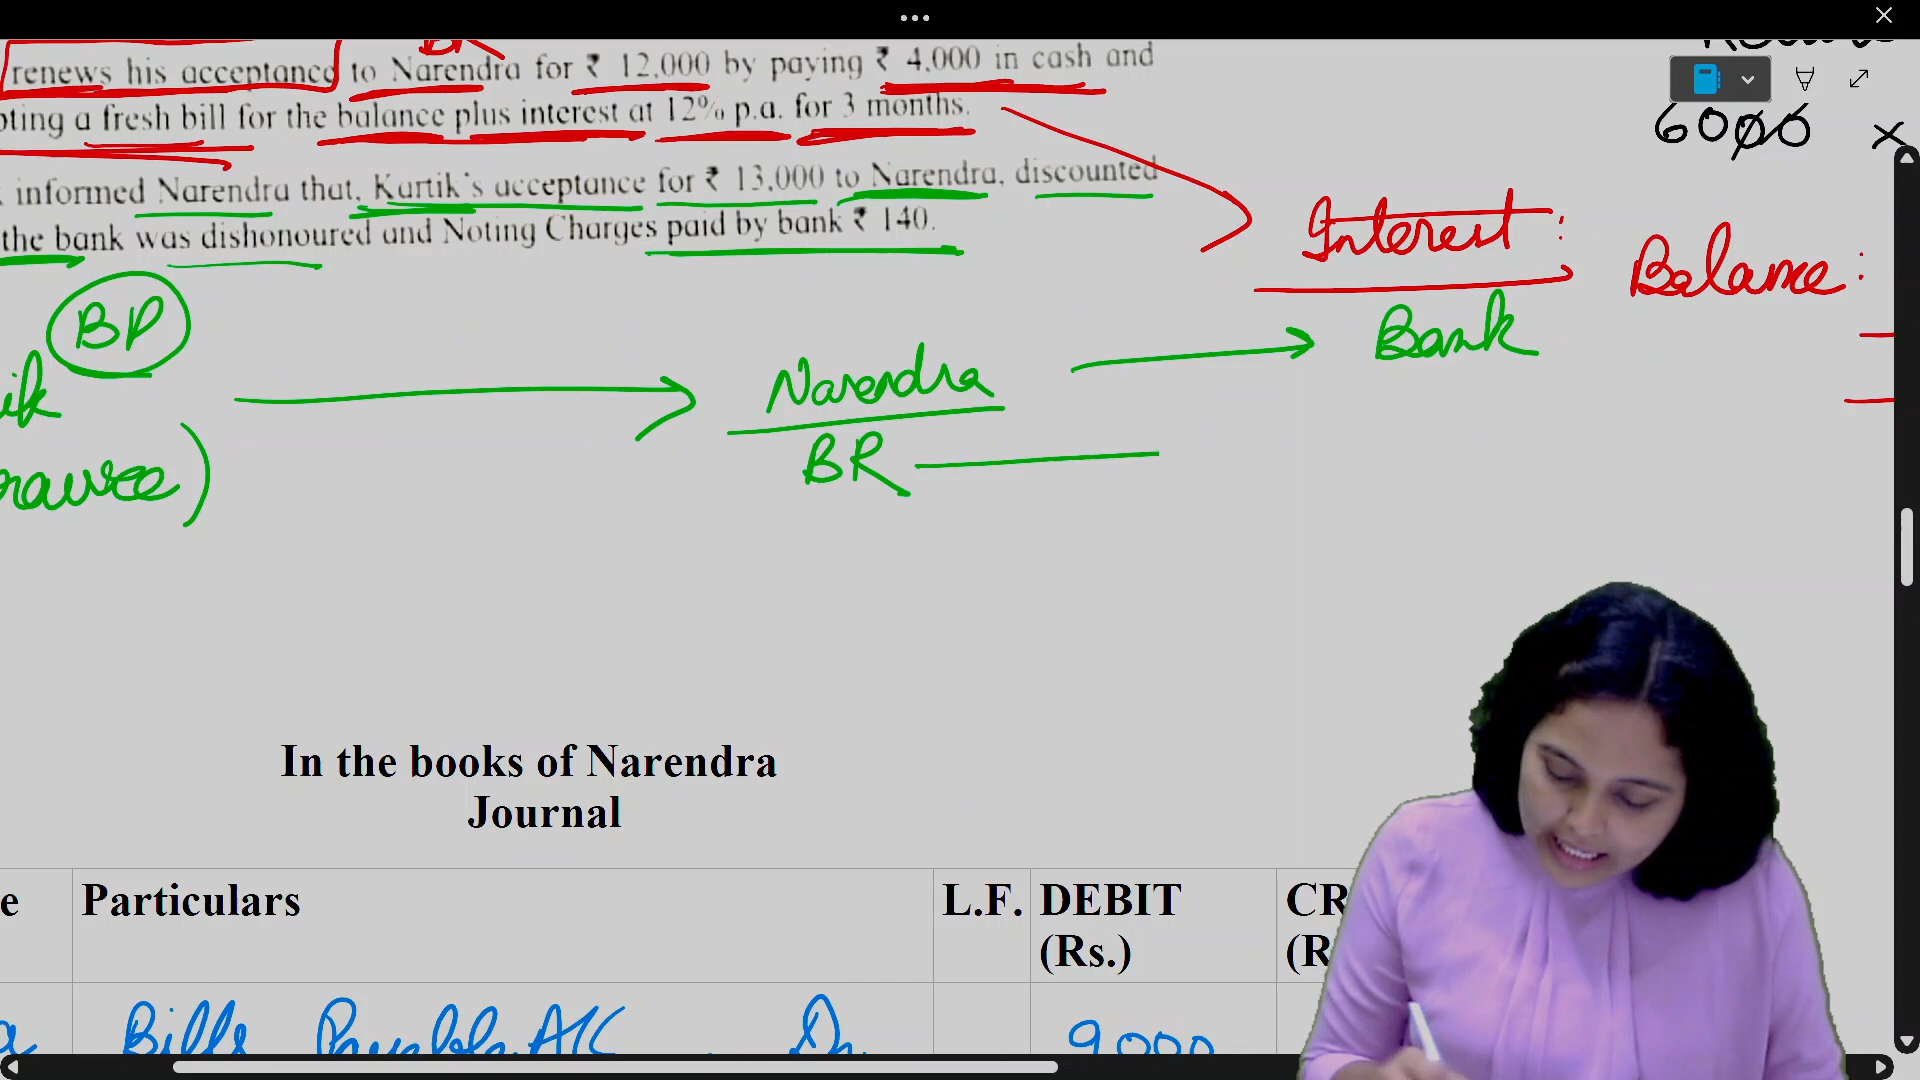 renews his acceptance to Narendra for ₹ 12,000 by paying ₹ 4,000 in cash and
pting a fresh bill for the balance plus interest at 12% p.a. for 3 months.
6000 ×
informed Narendra that, Kartik's acceptance for ₹ 13,000 to Narendra, discounted
the bank was dishonoured and Noting Charges paid by bank ₹ 140.
Interest :
Balance :
BP
Bank
ik
Narendra
BR
rawee)
In the books of Narendra
Journal
e Particulars L.F. DEBIT (Rs.) CR (R
Bills Payable A/c Dr 9000